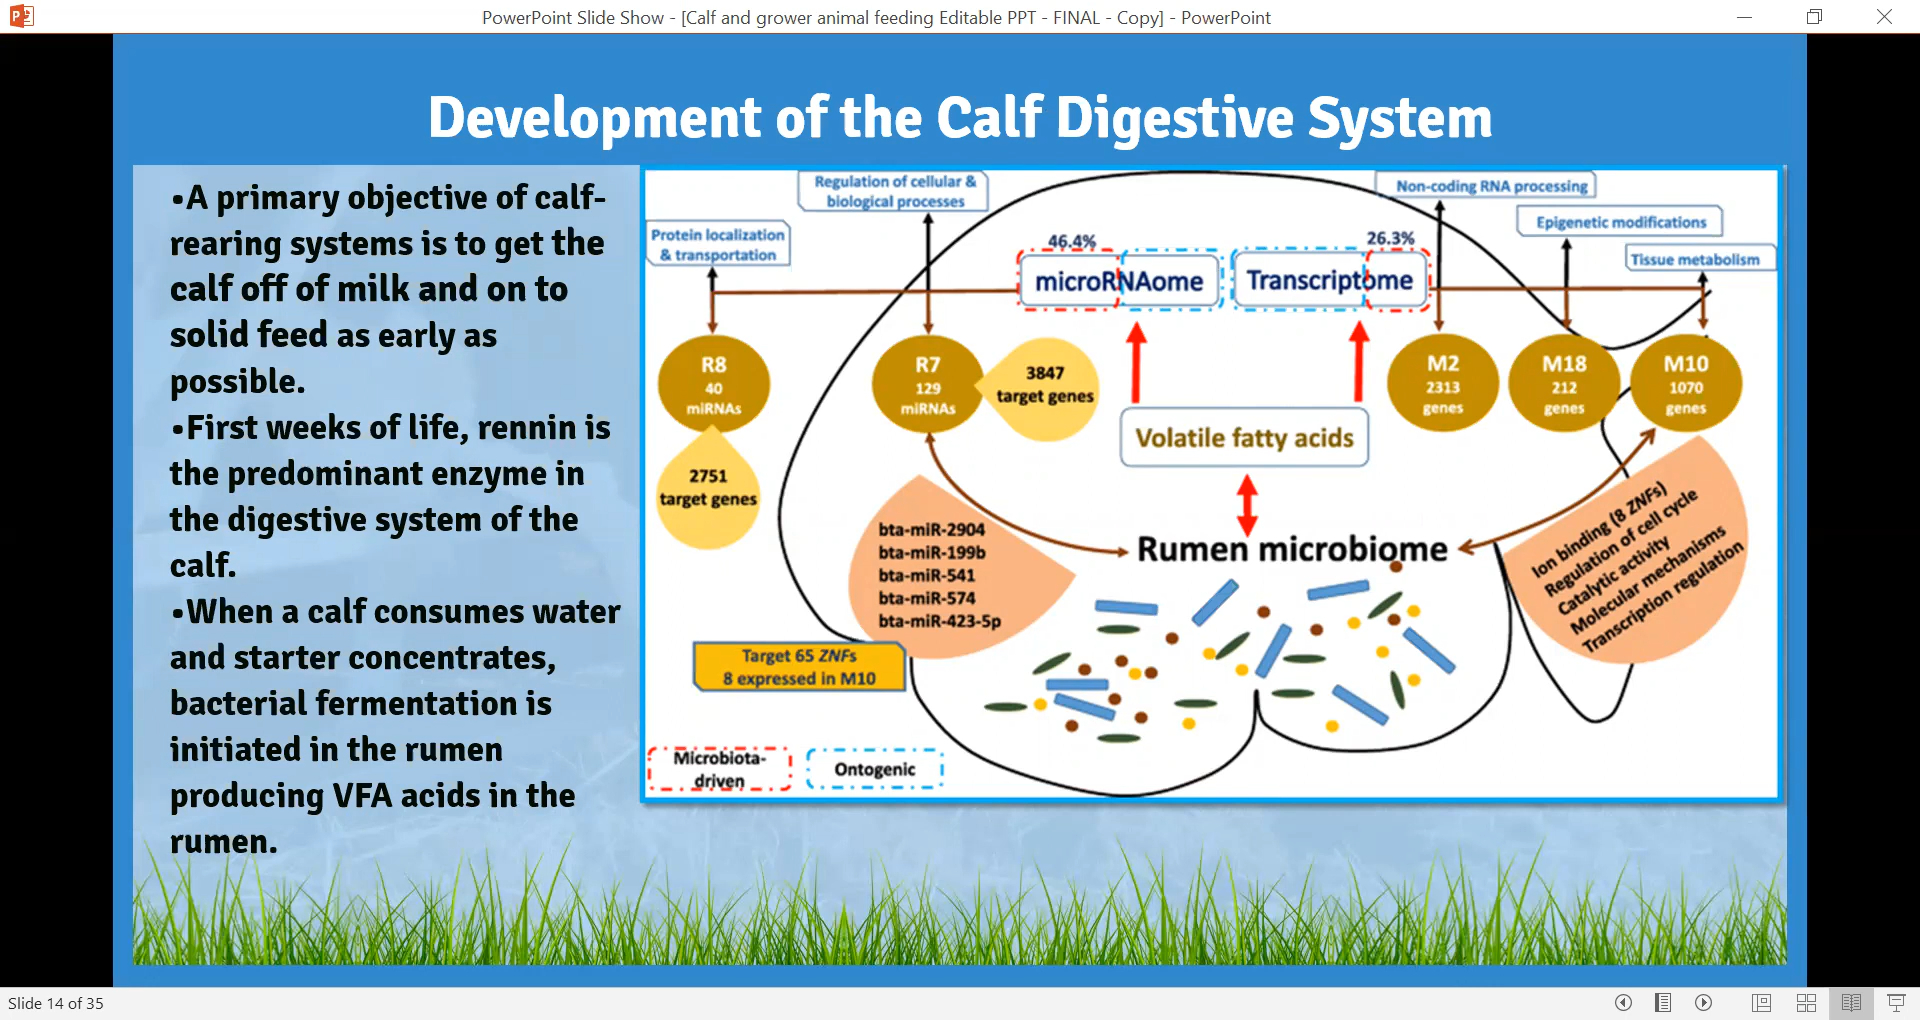 PowerPoint Slide Show - [Calf and grower animal feeding Editable PPT - FINAL - Copy] - PowerPoint
Development of the Calf Digestive System
•A primary objective of calf-
rearing systems is to get the
calf off of milk and on to
solid feed as early as
possible.
•First weeks of life, rennin is
the predominant enzyme in
the digestive system of the
calf.
•When a calf consumes water
and starter concentrates,
bacterial fermentation is
initiated in the rumen
producing VFA acids in the
rumen.
Protein localization
& transportation
Regulation of cellular &
biological processes
Non-coding RNA processing
Epigenetic modifications
Tissue metabolism
46.4%
microRNAome
26.3%
Transcriptome
R8
40
miRNAs
2751
target genes
R7
129
miRNAs
3847
target genes
M2
2313
genes
M18
212
genes
M10
1070
genes
Volatile fatty acids
Rumen microbiome
bta-miR-2904
bta-miR-199b
bta-miR-541
bta-miR-574
bta-miR-423-5p
Target 65 ZNFs
8 expressed in M10
Ion binding (8 ZNFs)
Regulation of cell cycle
Catalytic activity
Molecular mechanisms
Transcription regulation
Microbiota-
driven
Ontogenic
Slide 14 of 35